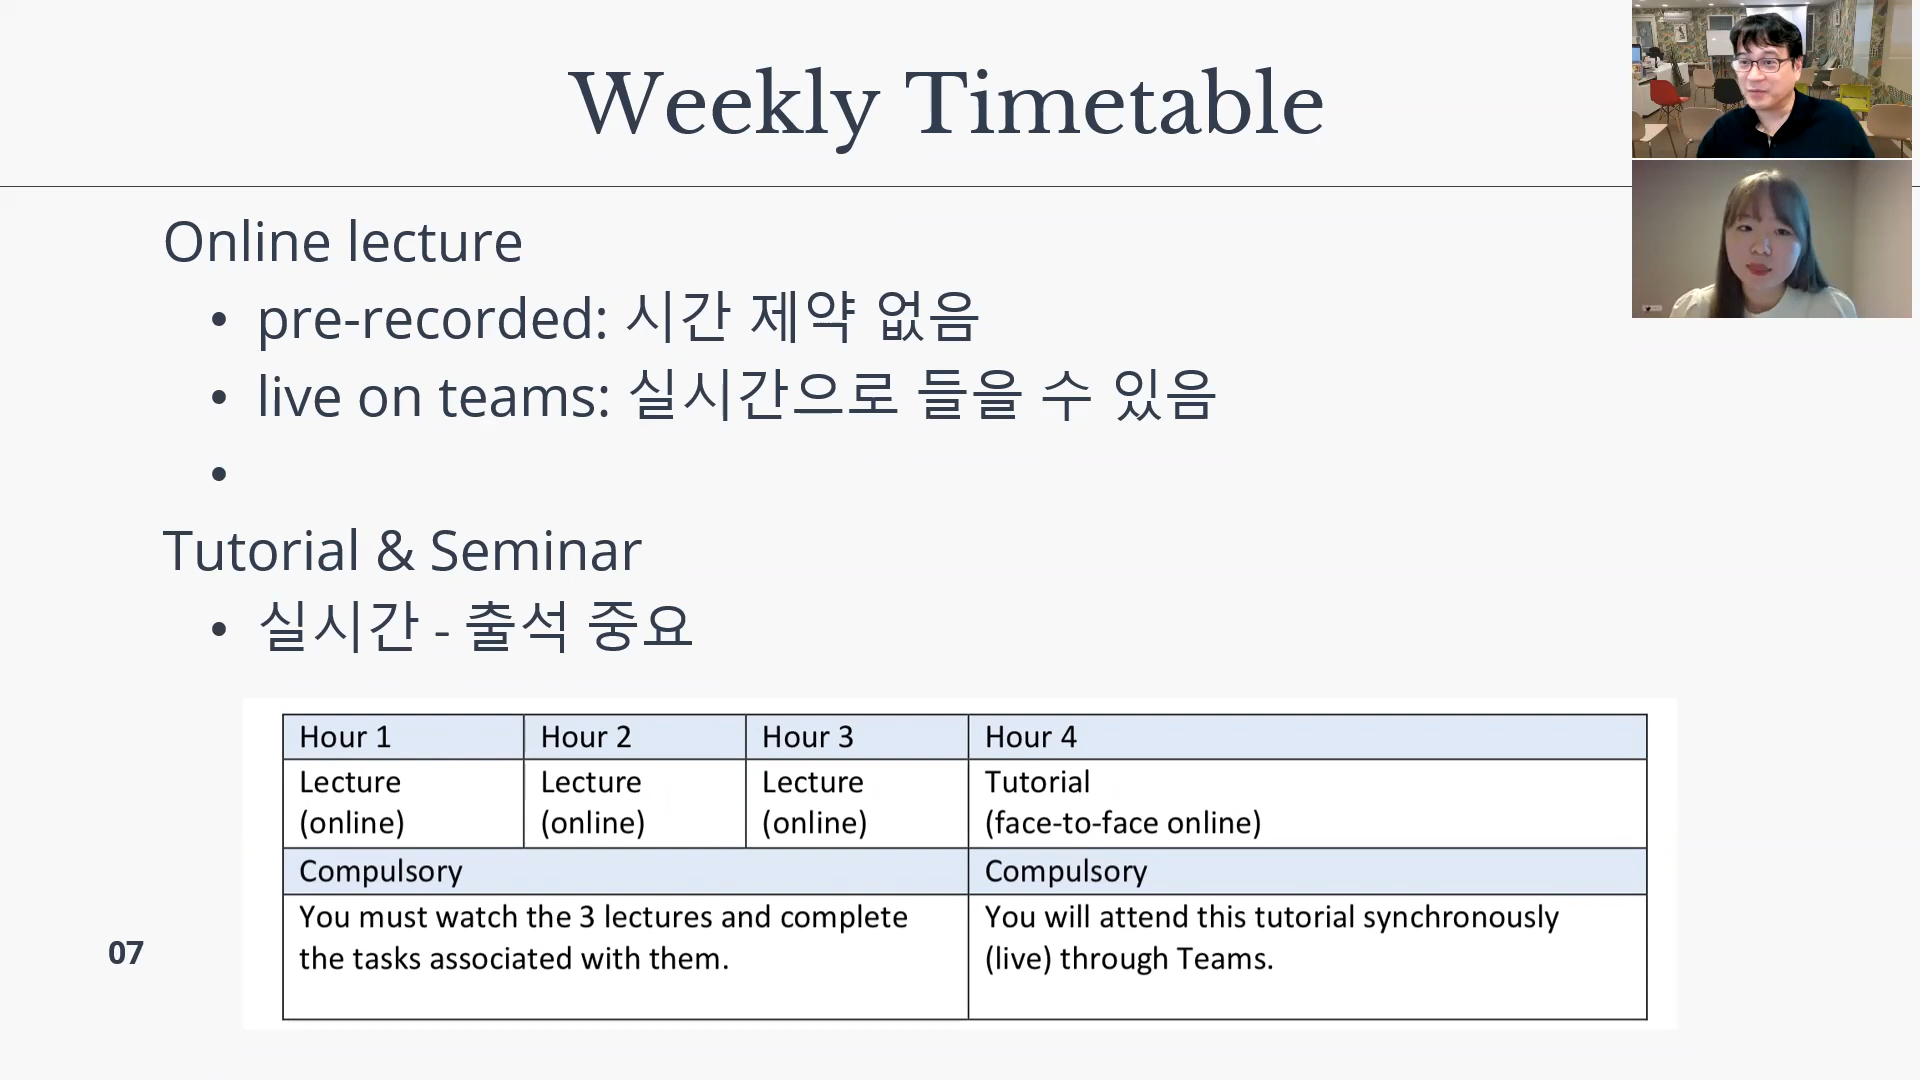 Weekly Timetable
Online lecture
• pre-recorded: 시간 제약 없음
• live on teams: 실시간으로 들을 수 있음
•
Tutorial & Seminar
• 실시간 - 출석 중요
Hour 1
Hour 2
Hour 3
Hour 4
Lecture
(online)
Lecture
(online)
Lecture
(online)
Tutorial
(face-to-face online)
Compulsory
Compulsory
You must watch the 3 lectures and complete
the tasks associated with them.
You will attend this tutorial synchronously
(live) through Teams.
07